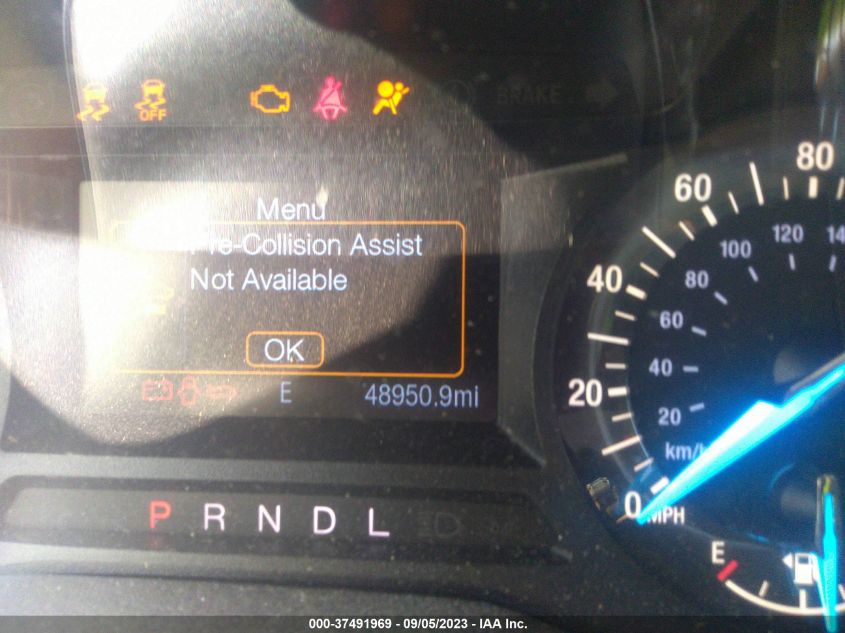 OFF
BRAKE
Menu
Pre-Collision Assist
Not Available
OK
E 48950.9mi
P R N D L
80
60
40
20
0
MPH
120
100
80
60
40
20
km/h
E
000-37491969 - 09/05/2023 - IAA Inc.